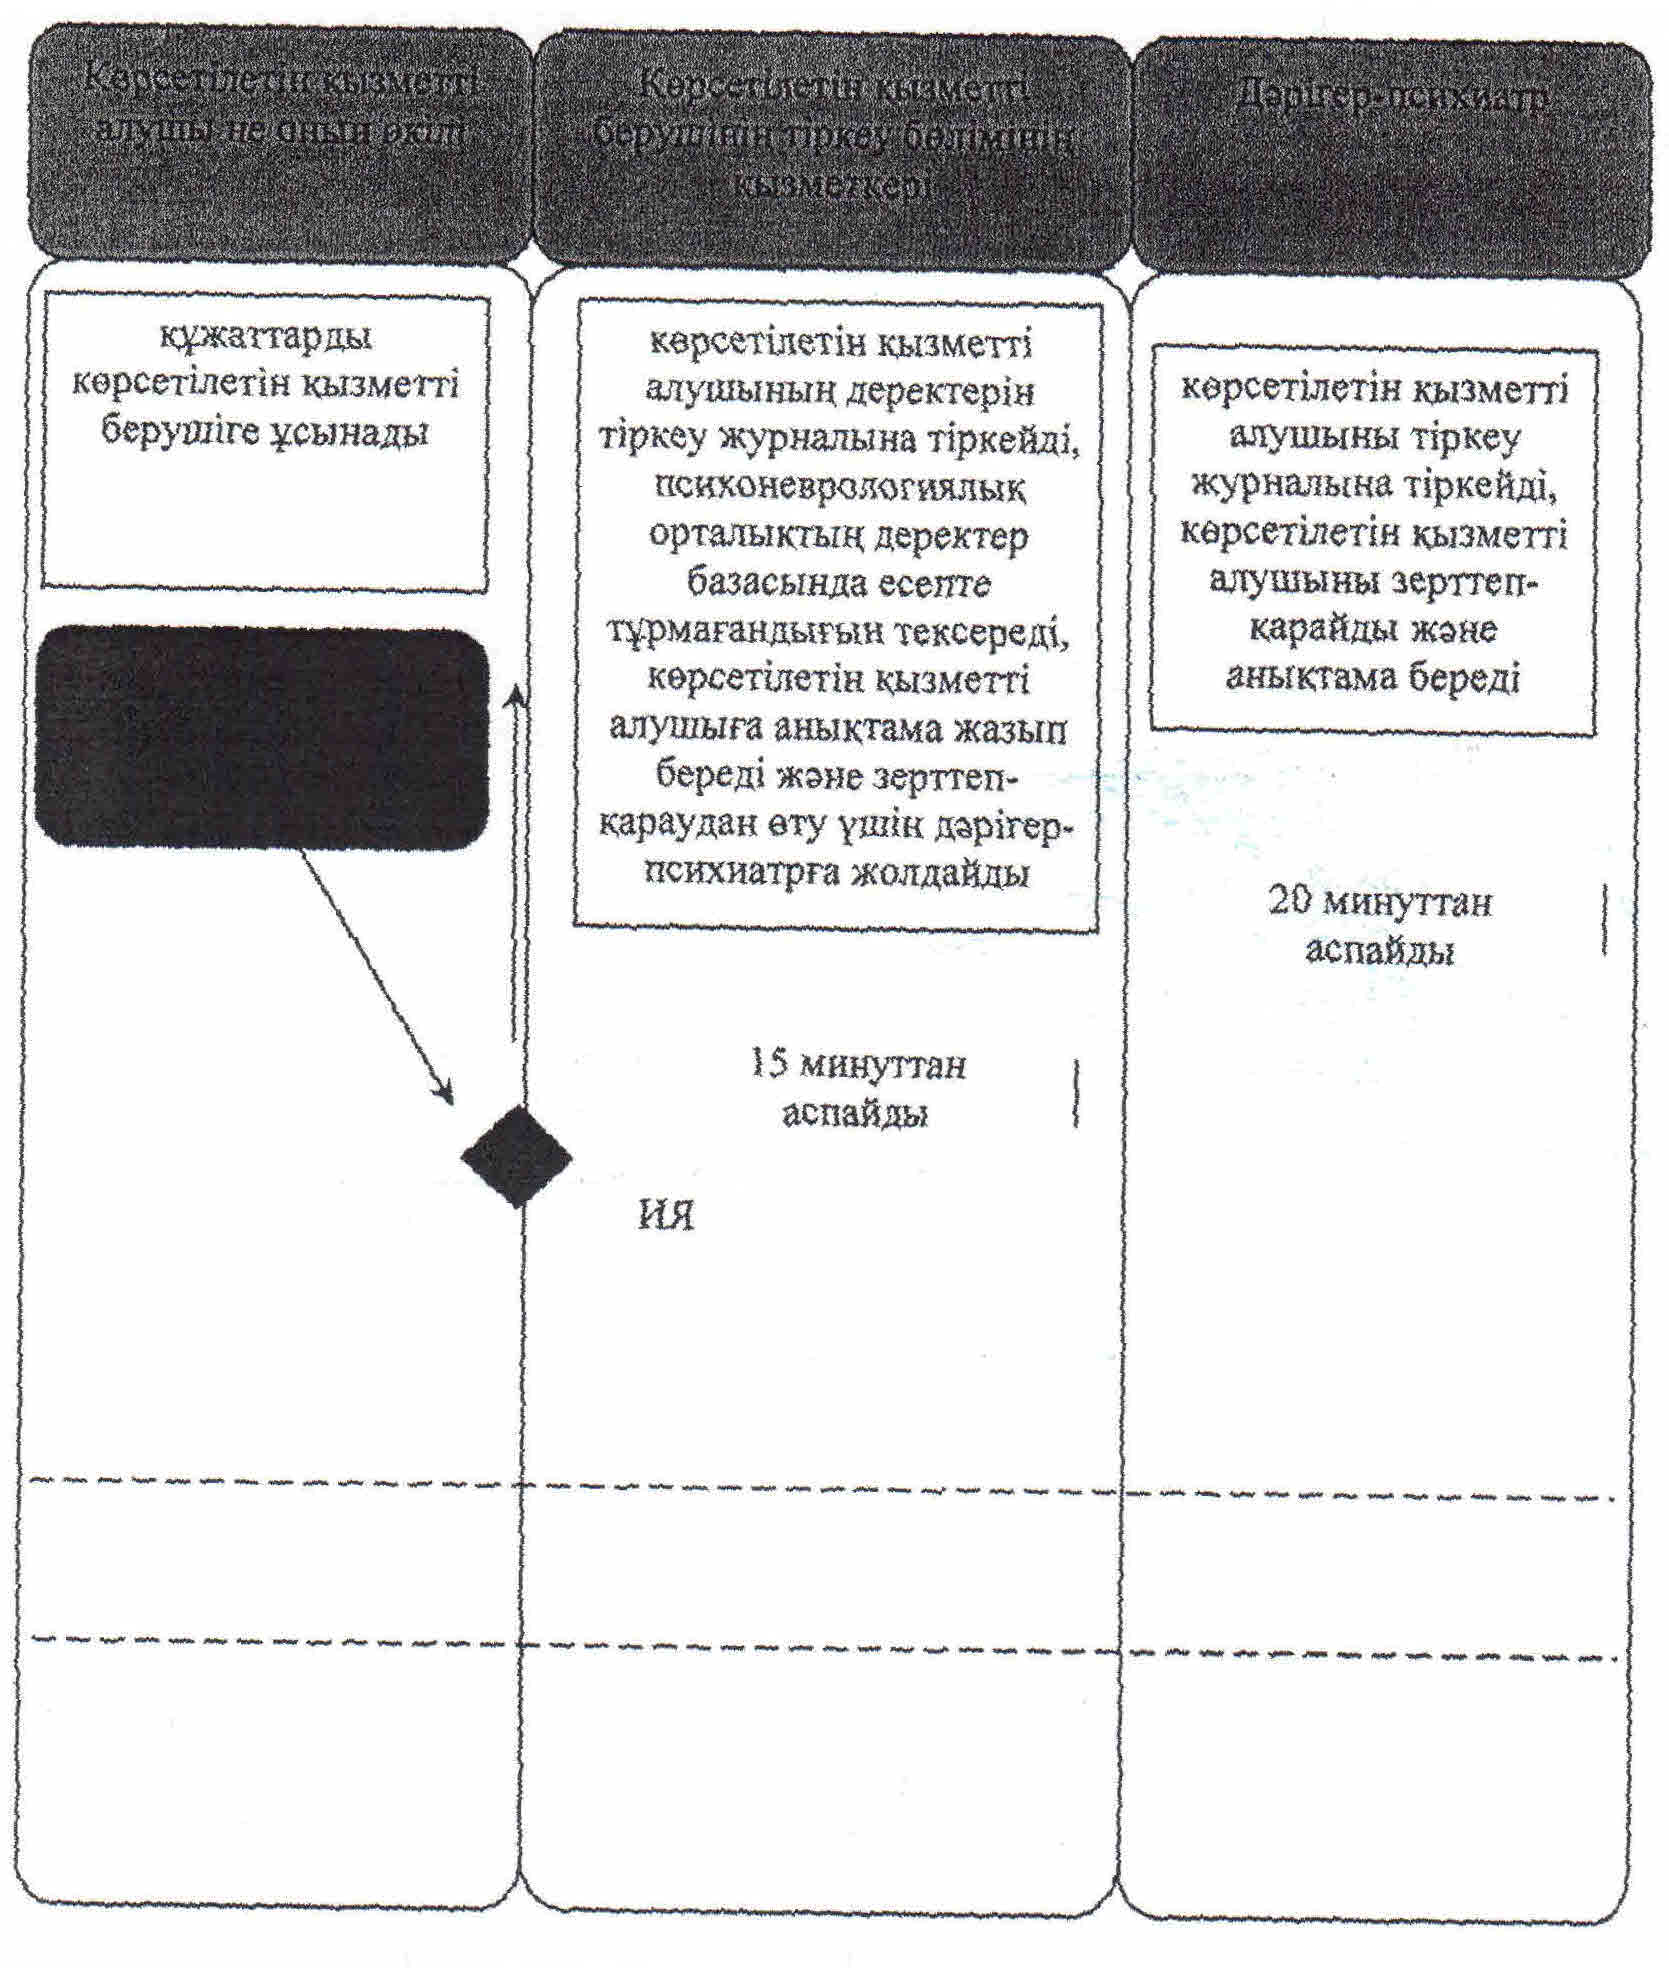 Көрсетілетін қызметті
алушы не оның өкілі
Көрсетілетін қызметті
берушінің тіркеу бөлімінің
қызметкері
Дәрігер-психиатр
құжаттарды
көрсетілетін қызметті
берушіге ұсынады
көрсетілетін қызметті
алушының деректерін
тіркеу журналына тіркейді,
психоневрологиялық
орталықтың деректер
базасында есепте
тұрмағандығын тексереді,
көрсетілетін қызметті
алушыға анықтама жазып
береді және зерттеп-
қараудан өту үшін дәрігер-
психиатрға жолдайды
көрсетілетін қызметті
алушыны тіркеу
журналына тіркейді,
көрсетілетін қызметті
алушыны зерттеп-
қарайды және
анықтама береді
20 минуттан
аспайды
15 минуттан
аспайды
ИЯ